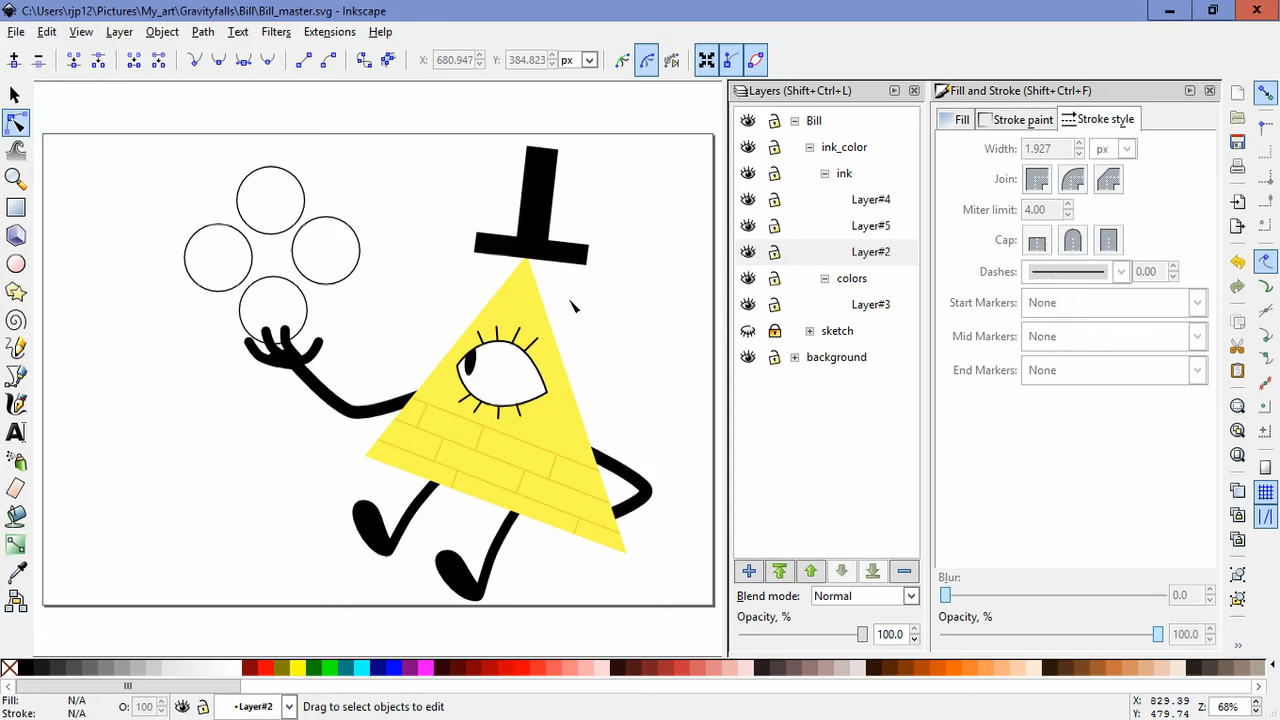 C:\Users\rjp12\Pictures\My_art\Gravityfalls\Bill\Bill_master.svg - Inkscape
File Edit View Layer Object Path Text Filters Extensions Help
X: 680.947 Y: 384.823 px
Layers (Shift+Ctrl+L) Fill and Stroke (Shift+Ctrl+F)
Bill
ink_color
ink
Layer#4
Layer#5
Layer#2
colors
Layer#3
sketch
background
Fill Stroke paint Stroke style
Width: 1.927 px
Join:
Miter limit: 4.00
Cap:
Dashes: 0.00
Start Markers: None
Mid Markers: None
End Markers: None
Blend mode: Normal
Opacity, %
100.0
Blur:
0.0
Opacity, %
100.0
Fill: N/A
Stroke: N/A
O: 100
•Layer#2
Drag to select objects to edit
X: 829.39
Y: 479.74
Z: 68%